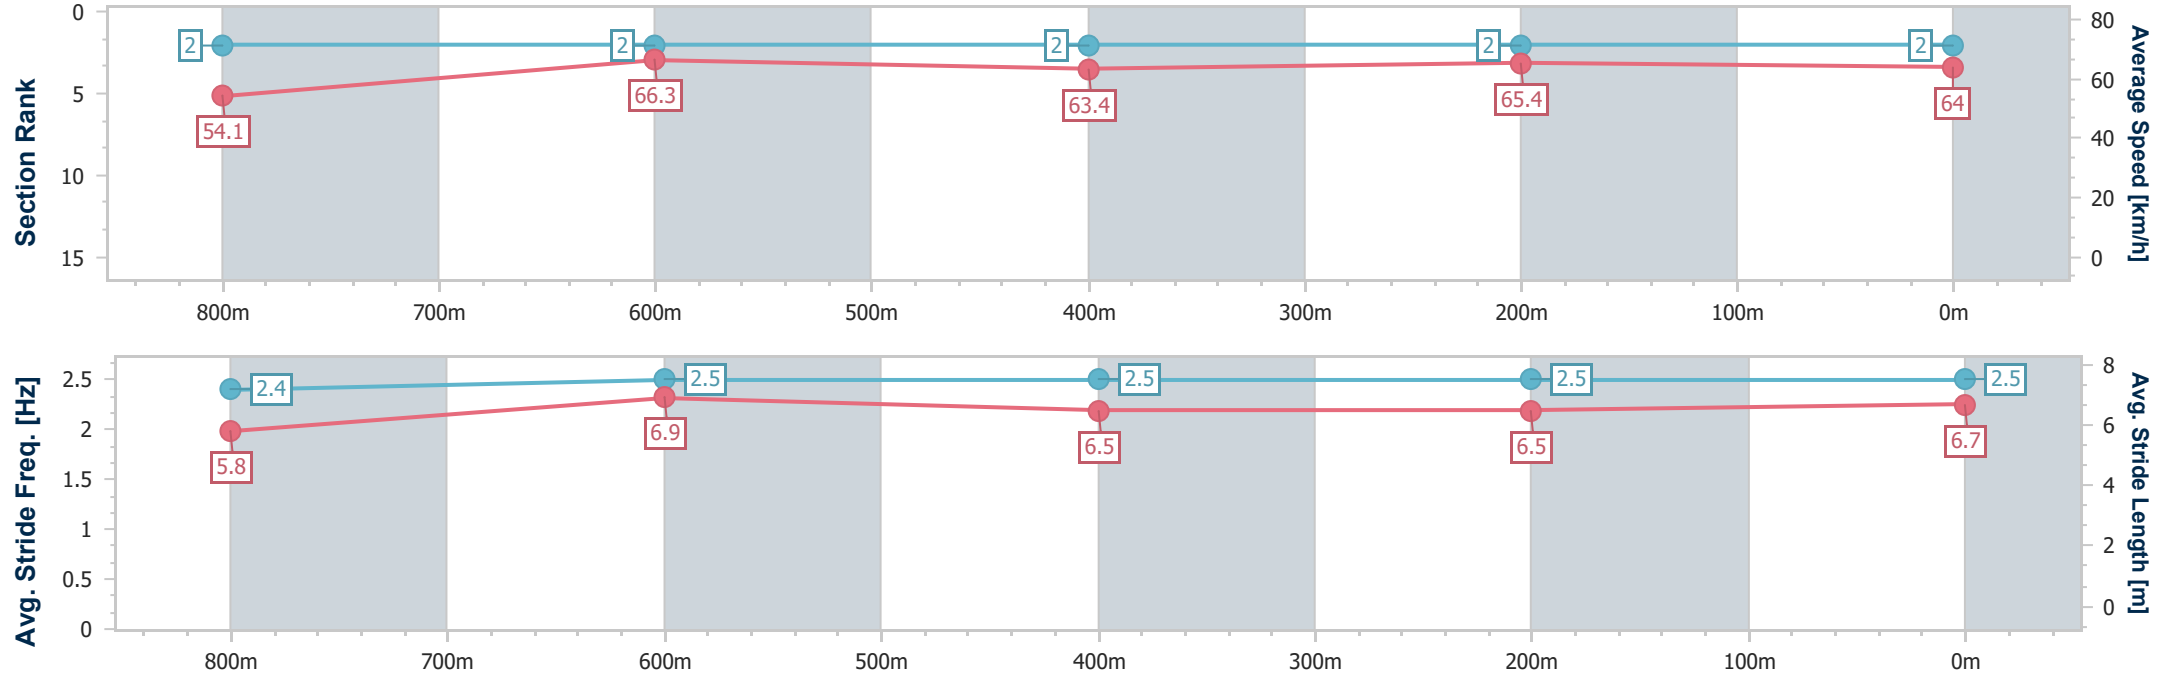 Section Rank
0
5
10
15
2
2
2
2
2
54.1
66.3
63.4
65.4
64
80
60
40
20
0
Average Speed [km/h]
800m
700m
600m
500m
400m
300m
200m
100m
0m
Avg. Stride Freq. [Hz]
2.5
2
1.5
1
0.5
0
2.4
2.5
2.5
2.5
2.5
5.8
6.9
6.5
6.5
6.7
8
6
4
2
0
Avg. Stride Length [m]
800m
700m
600m
500m
400m
300m
200m
100m
0m